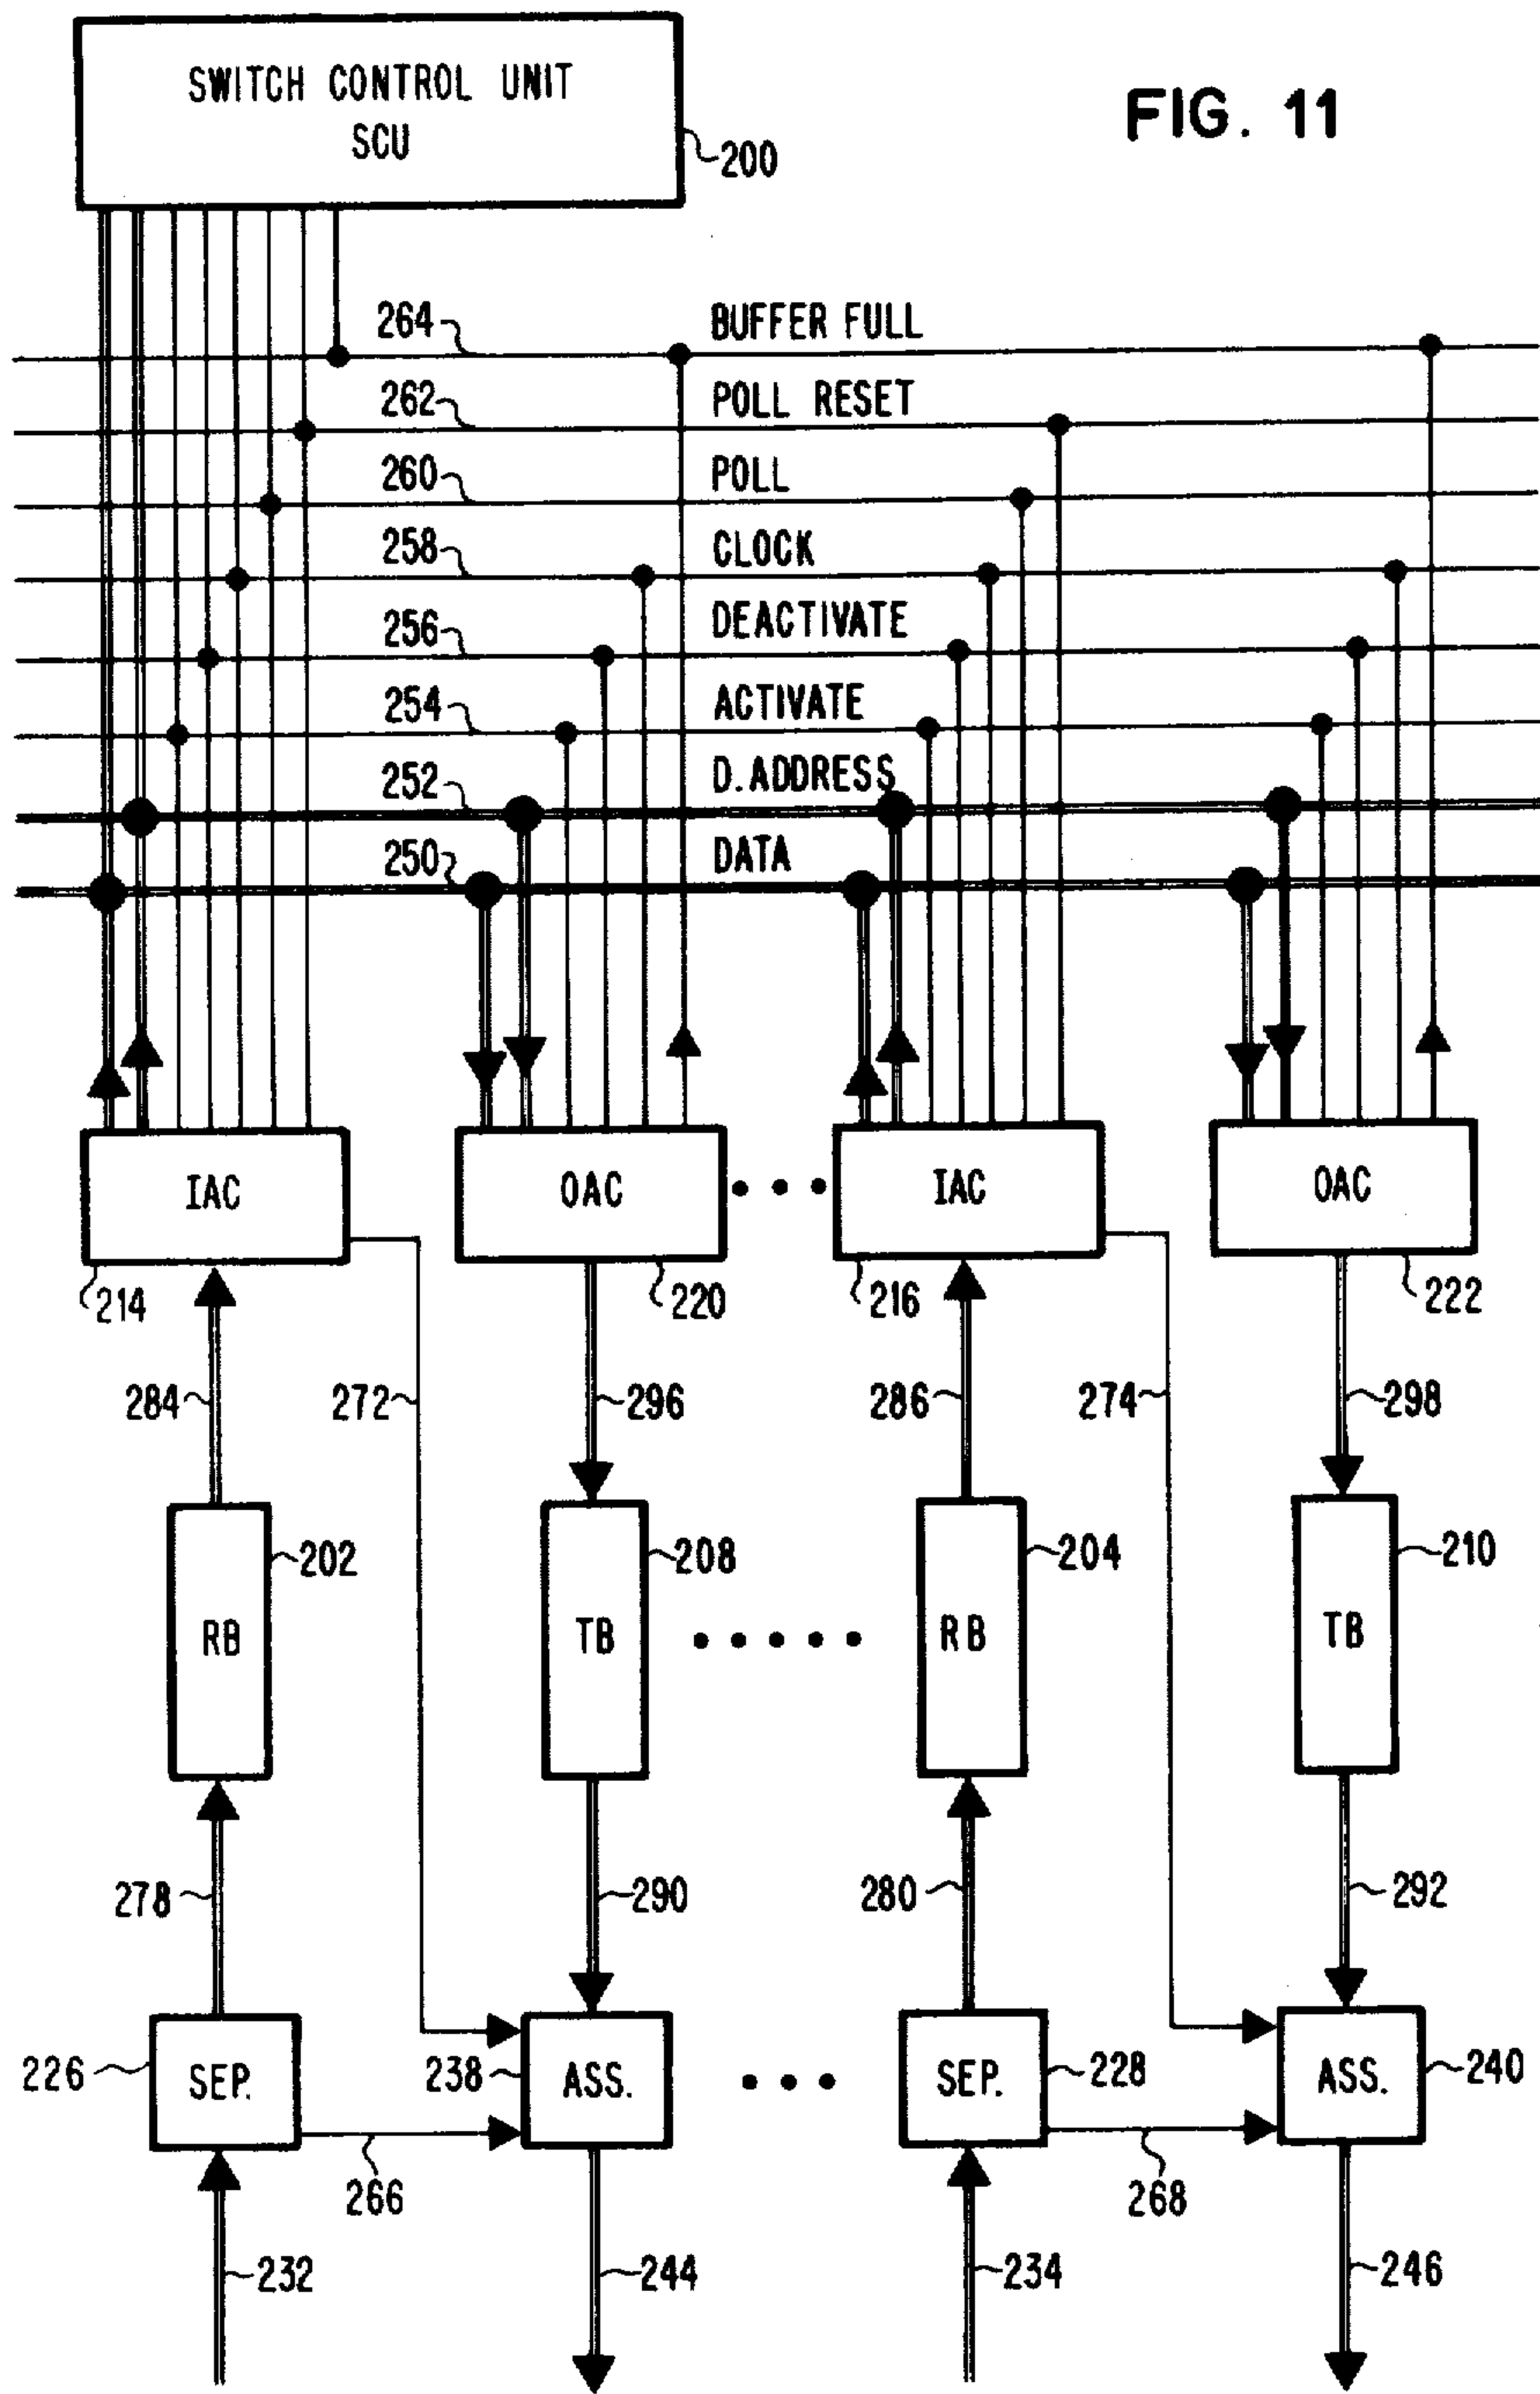 SWITCH CONTROL UNIT
SCU
200
FIG. 11
264 BUFFER FULL
262 POLL RESET
260 POLL
258 CLOCK
256 DEACTIVATE
254 ACTIVATE
252 D.ADDRESS
250 DATA
IAC OAC IAC OAC
214 220 216 222
284 272 296 286 274 298
202 208 204 210
RB TB RB TB
278 290 280 292
226 SEP. 238 ASS. SEP. 228 ASS. 240
266 268
232 244 234 246